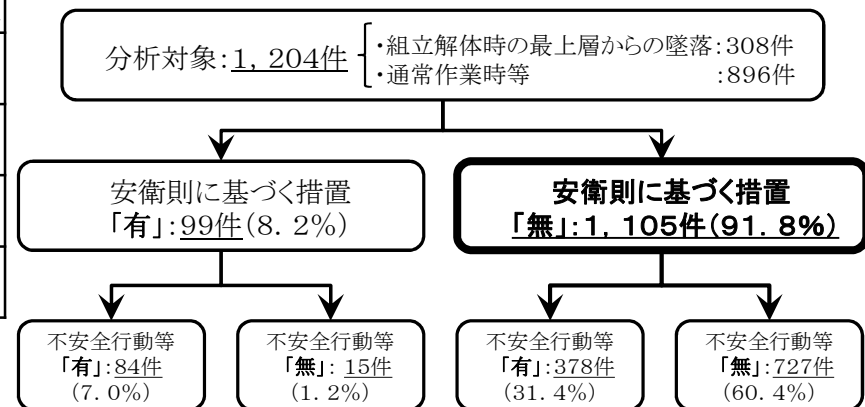 分析対象:1,204件
・組立解体時の最上層からの墜落:308件
・通常作業時等 :896件
安衛則に基づく措置
「有」:99件(8.2%)
安衛則に基づく措置
「無」:1,105件(91.8%)
不安全行動等
「有」:84件
(7.0%)
不安全行動等
「無」: 15件
(1.2%)
不安全行動等
「有」:378件
(31.4%)
不安全行動等
「無」:727件
(60.4%)